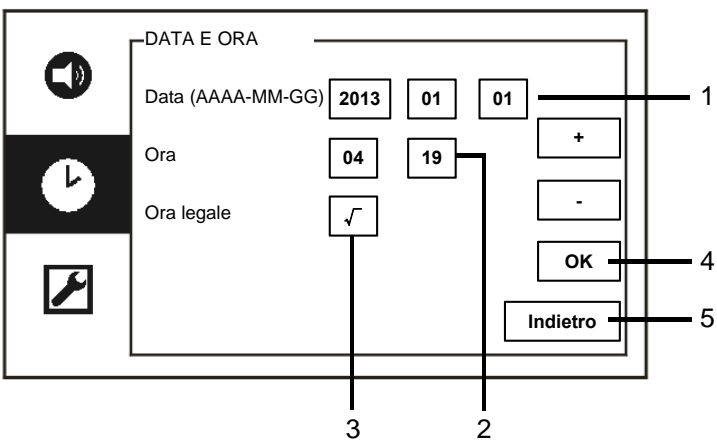 DATA E ORA
Data (AAAA-MM-GG) 2013 01 01 1
+
Ora 04 19
-
Ora legale √
OK 4
Indietro 5
3 2